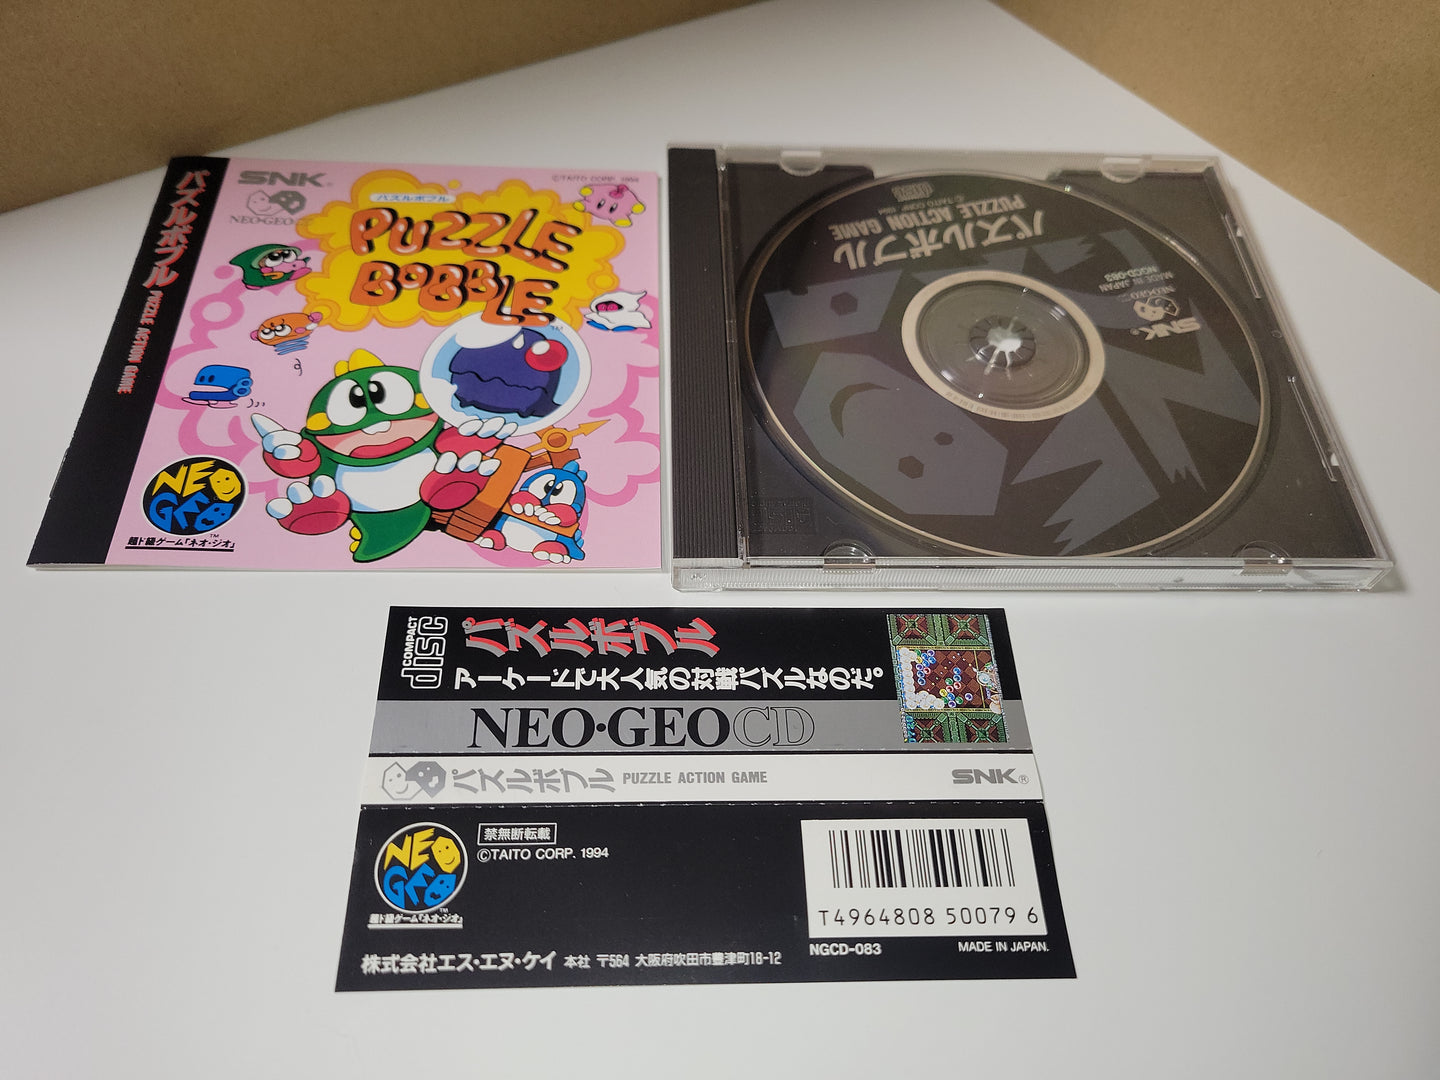 パズルボブル
PUZZLE ACTION GAME
SNK®
NEO•GEO
©TAITO CORP. 1994
パズルボブル
PUZZLE
BOBBLE™
NEO
GEO™
超ド級ゲーム「ネオ・ジオ」
SNK®
NEO•GEO
MADE IN JAPAN
NGCD-083
パズルボブル
PUZZLE ACTION GAME
© TAITO CORP. 1994
COMPACT
disc
パズルボブル
アーケードで大人気の対戦パズルなのだ。
NEO•GEO CD
パズルボブル PUZZLE ACTION GAME
SNK®
NEO
GEO™
超ド級ゲーム「ネオ・ジオ」
禁無断転載
©TAITO CORP. 1994
T4964808 50079 6
NGCD-083
MADE IN JAPAN.
株式会社エス・エヌ・ケイ 本社 〒564 大阪府吹田市豊津町18-12